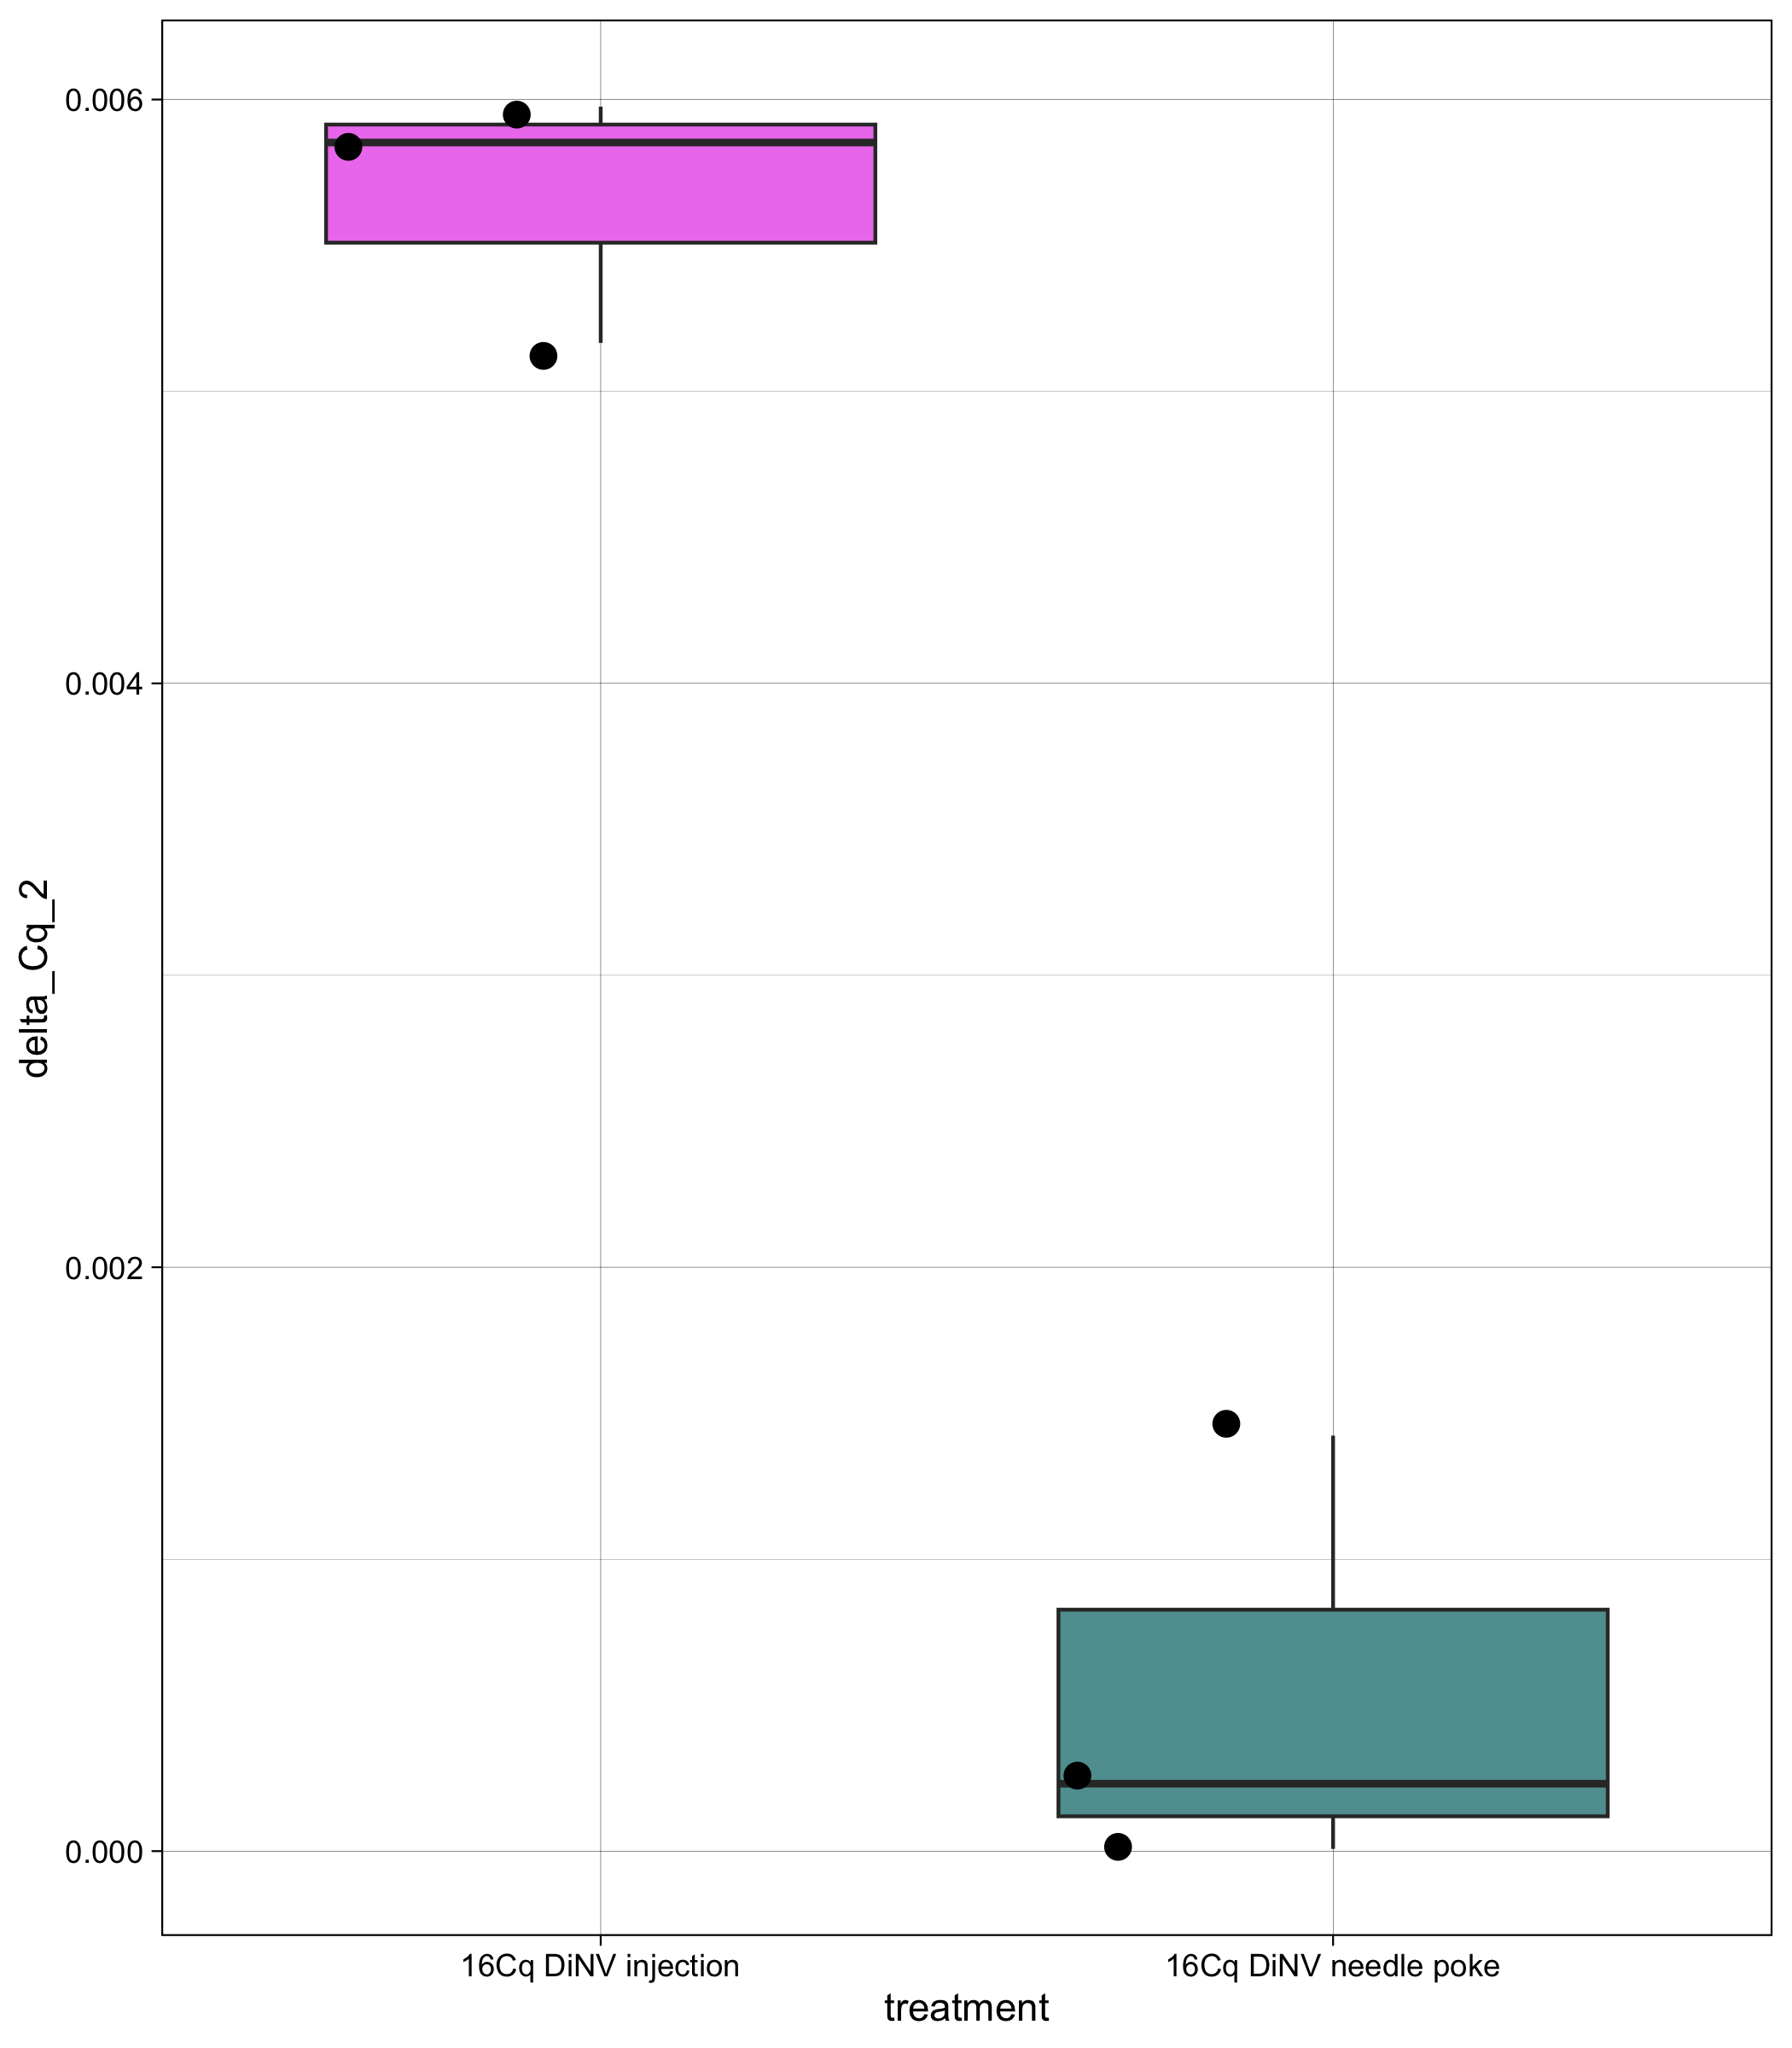 0.006
0.004
0.002
0.000
delta_Cq_2
16Cq DiNV injection
16Cq DiNV needle poke
treatment